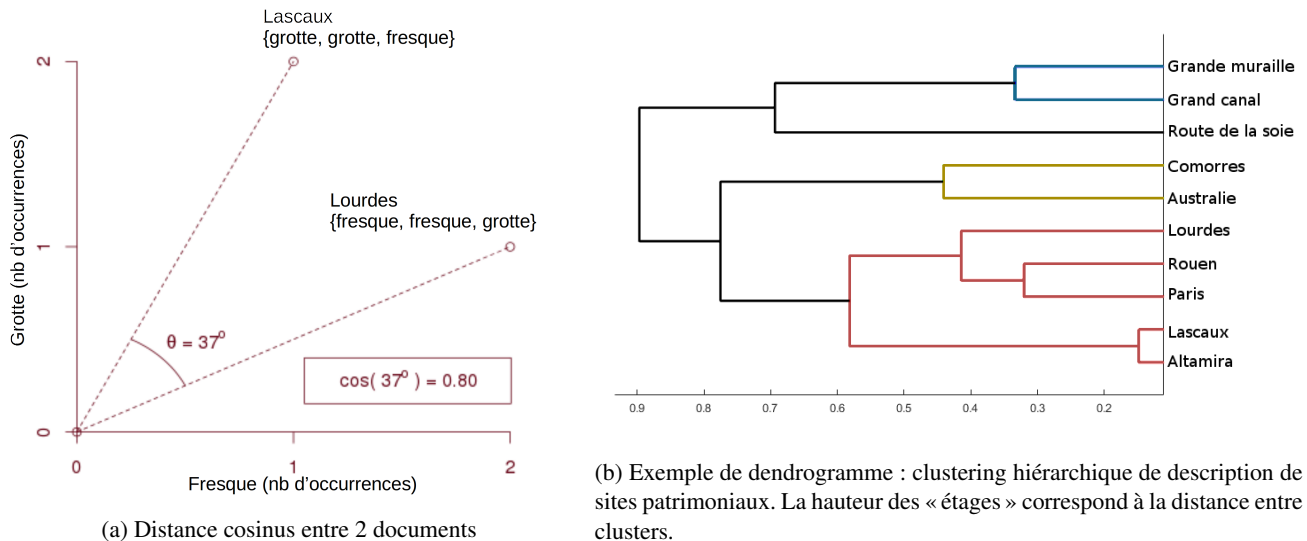 Lascaux
{grotte, grotte, fresque}
2
Grotte (nb d'occurrences)
Lourdes
{fresque, fresque, grotte}
1
θ = 37°
cos( 37° ) = 0.80
0
0
1
2
Fresque (nb d'occurrences)
(a) Distance cosinus entre 2 documents
Grande muraille
Grand canal
Route de la soie
Comorres
Australie
Lourdes
Rouen
Paris
Lascaux
Altamira
0.9
0.8
0.7
0.6
0.5
0.4
0.3
0.2
(b) Exemple de dendrogramme : clustering hiérarchique de description de
sites patrimoniaux. La hauteur des « étages » correspond à la distance entre
clusters.